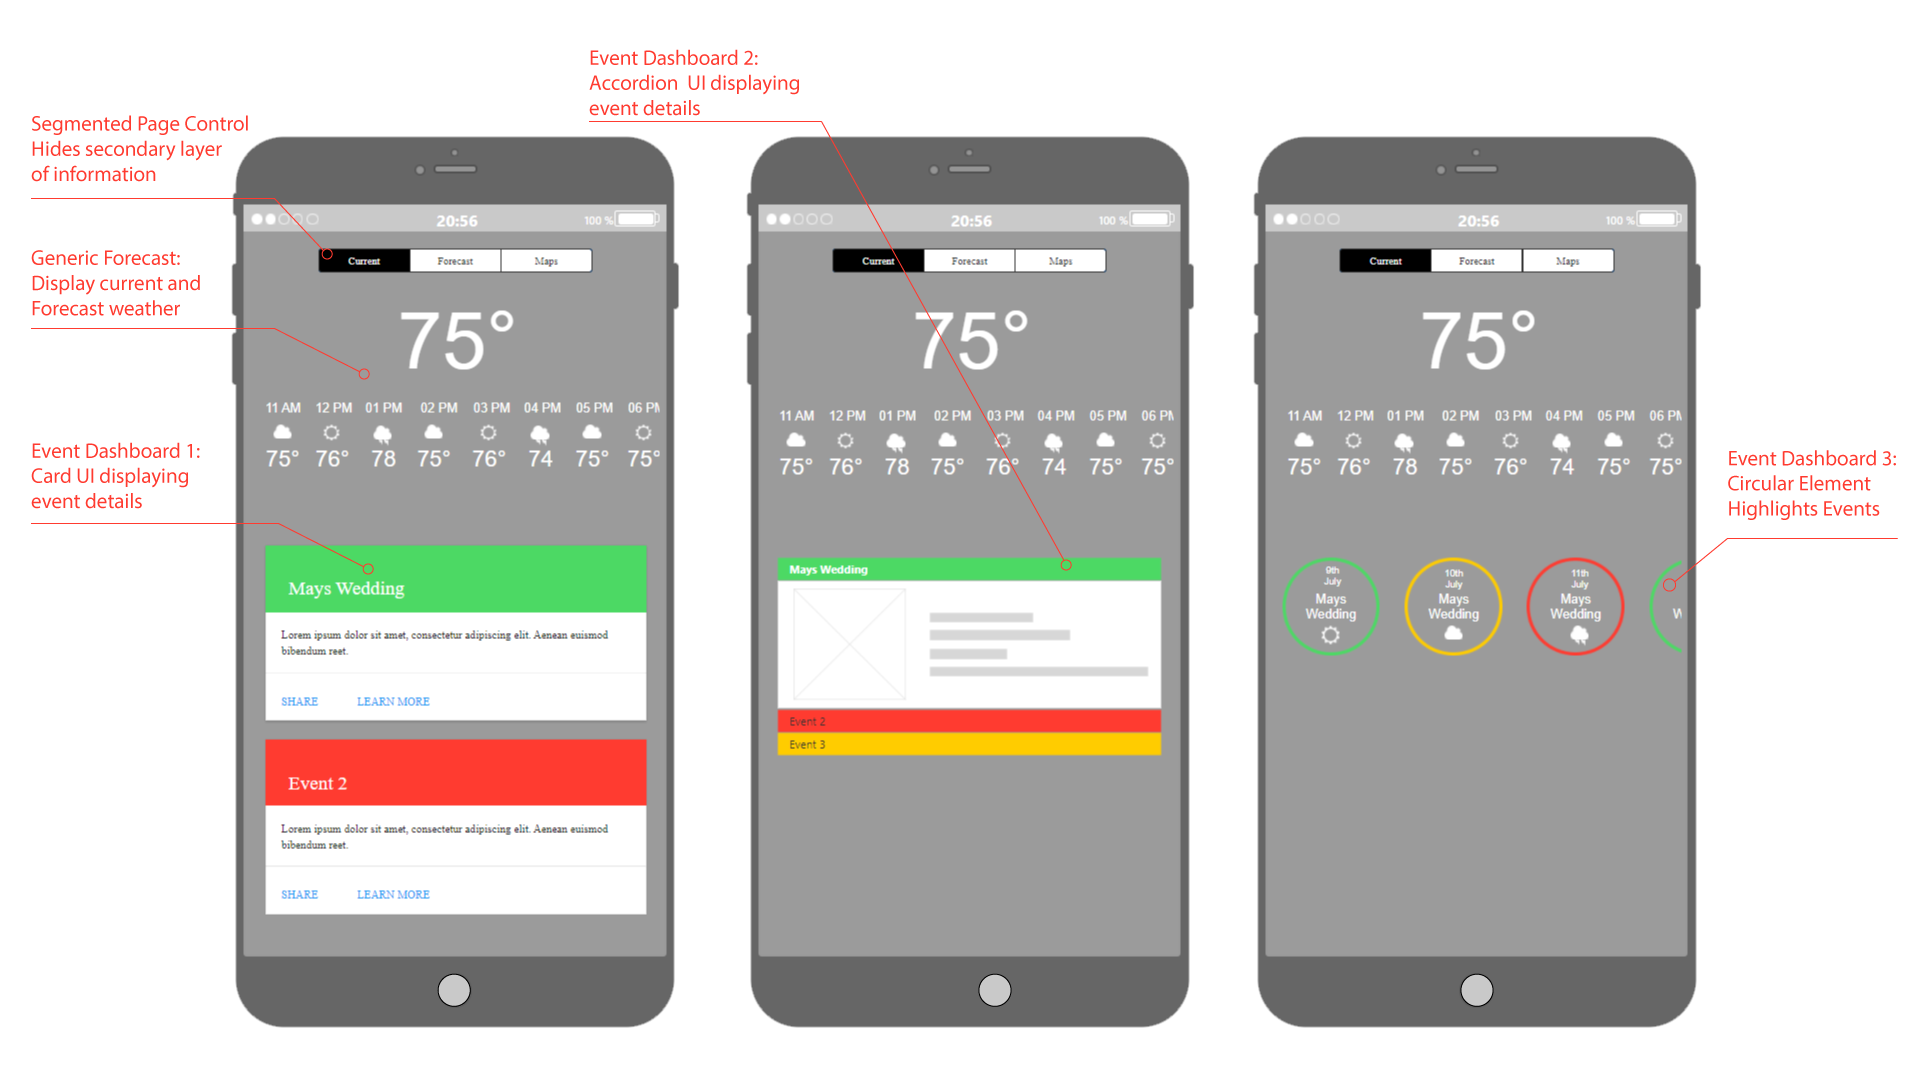 Event Dashboard 2:
Accordion UI displaying
event details
Segmented Page Control
Hides secondary layer
of information
Generic Forecast:
Display current and
Forecast weather
Event Dashboard 1:
Card UI displaying
event details
20:56
100 %
Current Forecast Maps
75°
11 AM 12 PM 01 PM 02 PM 03 PM 04 PM 05 PM 06 PM
75° 76° 78 75° 76° 74 75° 75°
Mays Wedding
Lorem ipsum dolor sit amet, consectetur adipiscing elit. Aenean euismod
bibendum reet.
SHARE LEARN MORE
Event 2
Lorem ipsum dolor sit amet, consectetur adipiscing elit. Aenean euismod
bibendum reet.
SHARE LEARN MORE
20:56
100 %
Current Forecast Maps
75°
11 AM 12 PM 01 PM 02 PM 03 PM 04 PM 05 PM 06 PM
75° 76° 78 75° 76° 74 75° 75°
Mays Wedding
Event 2
Event 3
20:56
100 %
Current Forecast Maps
75°
11 AM 12 PM 01 PM 02 PM 03 PM 04 PM 05 PM 06 PM
75° 76° 78 75° 76° 74 75° 75°
9th
July
Mays
Wedding
10th
July
Mays
Wedding
11th
July
Mays
Wedding
W
Event Dashboard 3:
Circular Element
Highlights Events